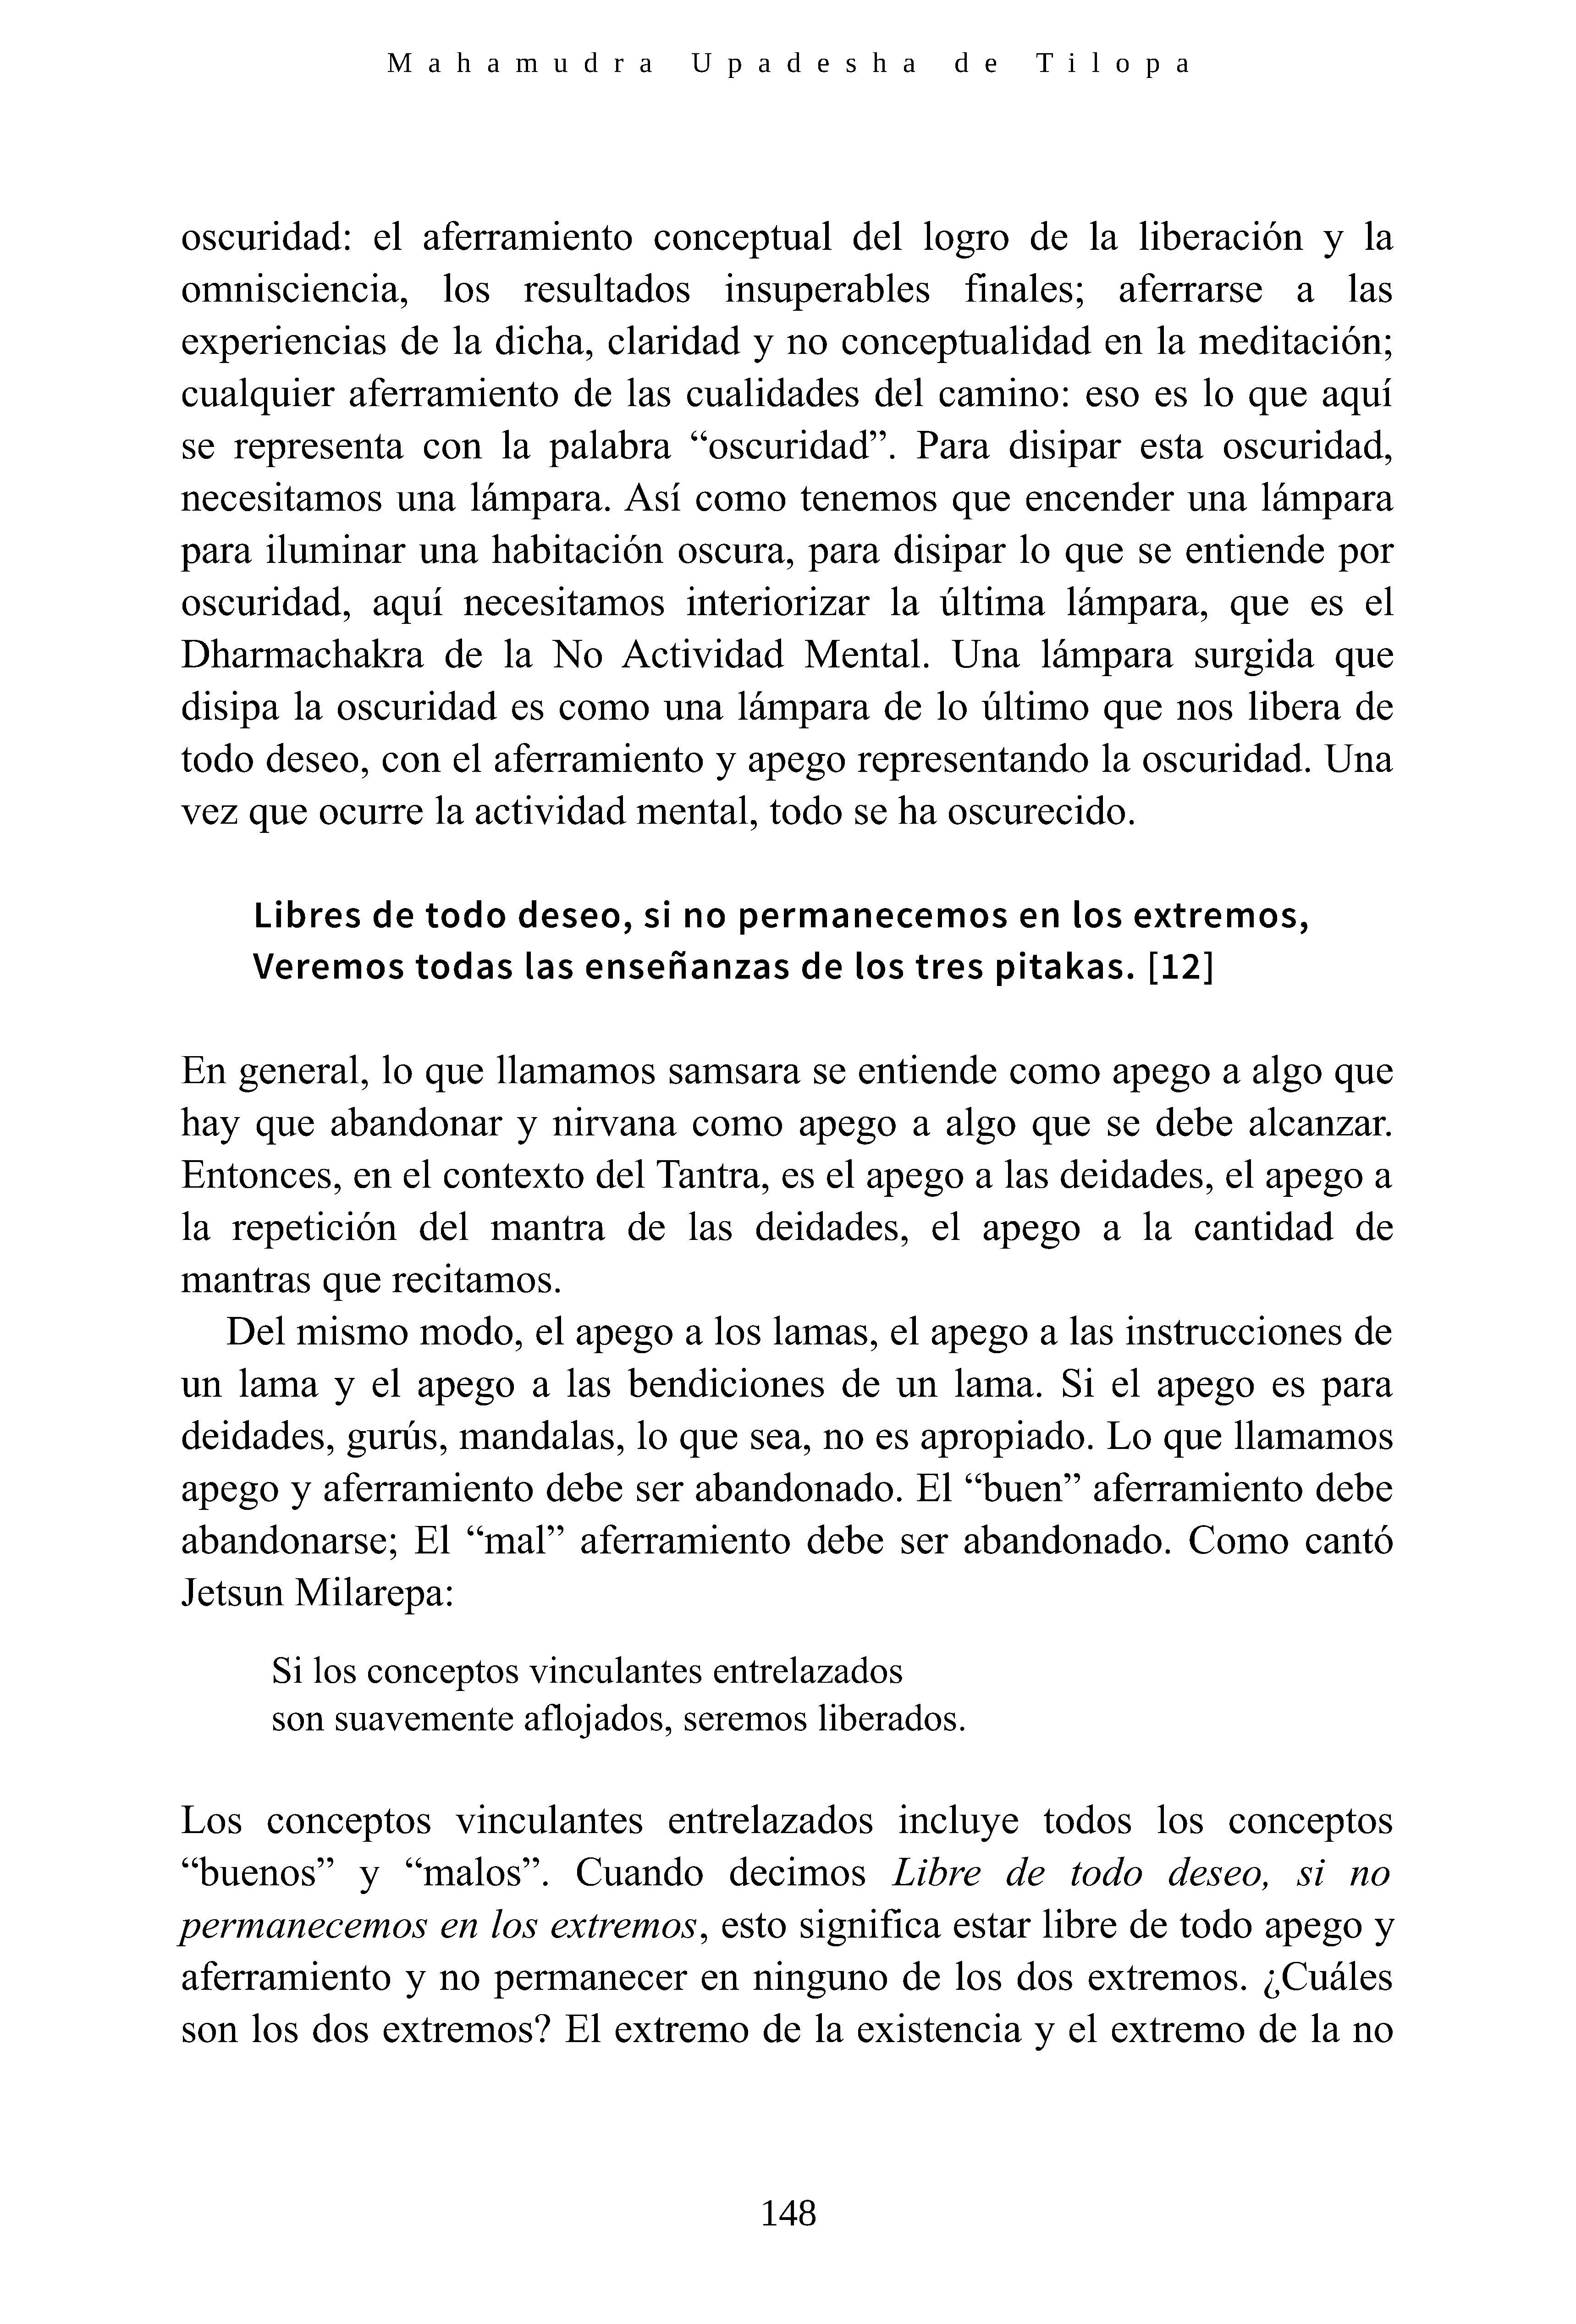 Mahamudra Upadesha de Tilopa
oscuridad: el aferramiento conceptual del logro de la liberación y la
omnisciencia, los resultados insuperables finales; aferrarse a las
experiencias de la dicha, claridad y no conceptualidad en la meditación;
cualquier aferramiento de las cualidades del camino: eso es lo que aquí
se representa con la palabra “oscuridad”. Para disipar esta oscuridad,
necesitamos una lámpara. Así como tenemos que encender una lámpara
para iluminar una habitación oscura, para disipar lo que se entiende por
oscuridad, aquí necesitamos interiorizar la última lámpara, que es el
Dharmachakra de la No Actividad Mental. Una lámpara surgida que
disipa la oscuridad es como una lámpara de lo último que nos libera de
todo deseo, con el aferramiento y apego representando la oscuridad. Una
vez que ocurre la actividad mental, todo se ha oscurecido.
Libres de todo deseo, si no permanecemos en los extremos,
Veremos todas las enseñanzas de los tres pitakas. [12]
En general, lo que llamamos samsara se entiende como apego a algo que
hay que abandonar y nirvana como apego a algo que se debe alcanzar.
Entonces, en el contexto del Tantra, es el apego a las deidades, el apego a
la repetición del mantra de las deidades, el apego a la cantidad de
mantras que recitamos.
Del mismo modo, el apego a los lamas, el apego a las instrucciones de
un lama y el apego a las bendiciones de un lama. Si el apego es para
deidades, gurús, mandalas, lo que sea, no es apropiado. Lo que llamamos
apego y aferramiento debe ser abandonado. El “buen” aferramiento debe
abandonarse; El “mal” aferramiento debe ser abandonado. Como cantó
Jetsun Milarepa:
Si los conceptos vinculantes entrelazados
son suavemente aflojados, seremos liberados.
Los conceptos vinculantes entrelazados incluye todos los conceptos
“buenos” y “malos”. Cuando decimos Libre de todo deseo, si no
permanecemos en los extremos, esto significa estar libre de todo apego y
aferramiento y no permanecer en ninguno de los dos extremos. ¿Cuáles
son los dos extremos? El extremo de la existencia y el extremo de la no
148